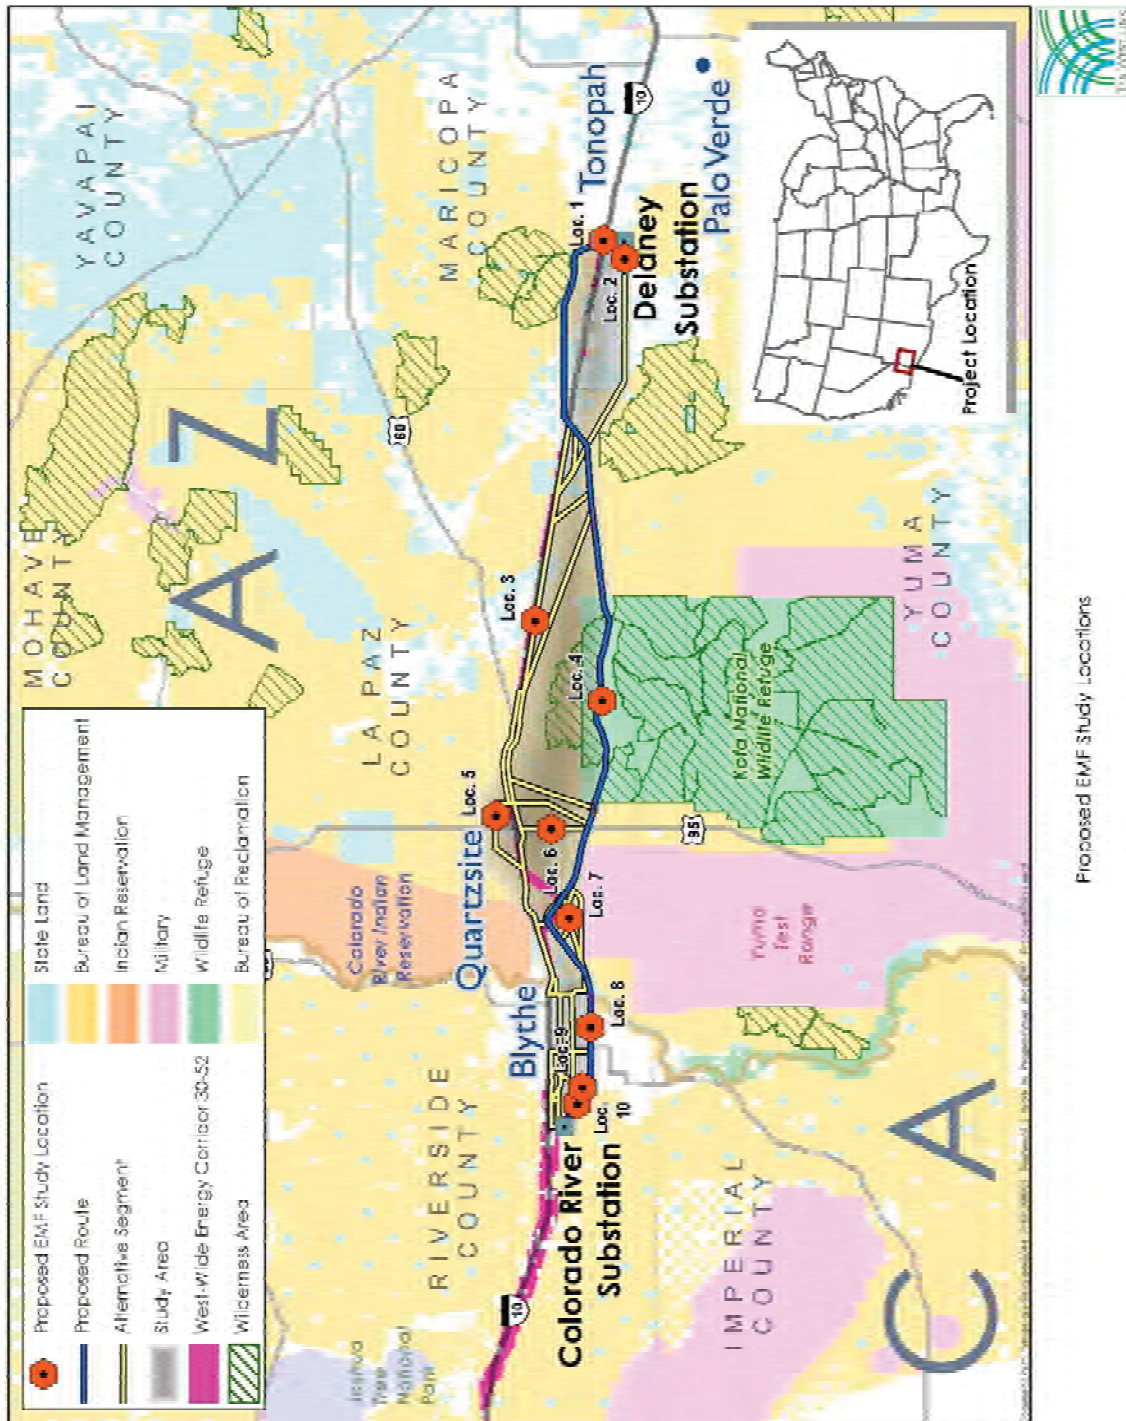 Proposed EMF Study Location
Proposed Route
Alternative Segment
Study Area
West-Wide Energy Corridor 30-52
Wilderness Area
State Land
Bureau of Land Management
Indian Reservation
Military
Wildlife Refuge
Bureau of Reclamation
MOHAVE
COUNTY
YAVAPAI
COUNTY
A Z
60
LA PAZ
COUNTY
MARICOPA
COUNTY
Joshua
Tree
National
Park
RIVERSIDE
COUNTY
Colorado
River Indian
Reservation
Quartzsite
Blythe
Tonopah
10
10
Palo Verde
Loc. 1
Loc. 2
Loc. 3
Loc. 4
Loc. 5
Loc. 6
Loc. 7
Loc. 8
Loc. 9
Loc.
10
Delaney
Substation
Colorado River
Substation
95
Kofa National
Wildlife Refuge
Yuma
Test
Range
YUMA
COUNTY
IMPERIAL
COUNTY
C A
Project Location
TEN WEST LINK
Proposed EMF Study Locations